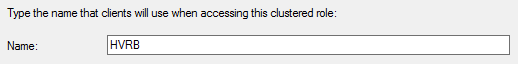 Type the name that clients will use when accessing this clustered role:
Name: HVRB